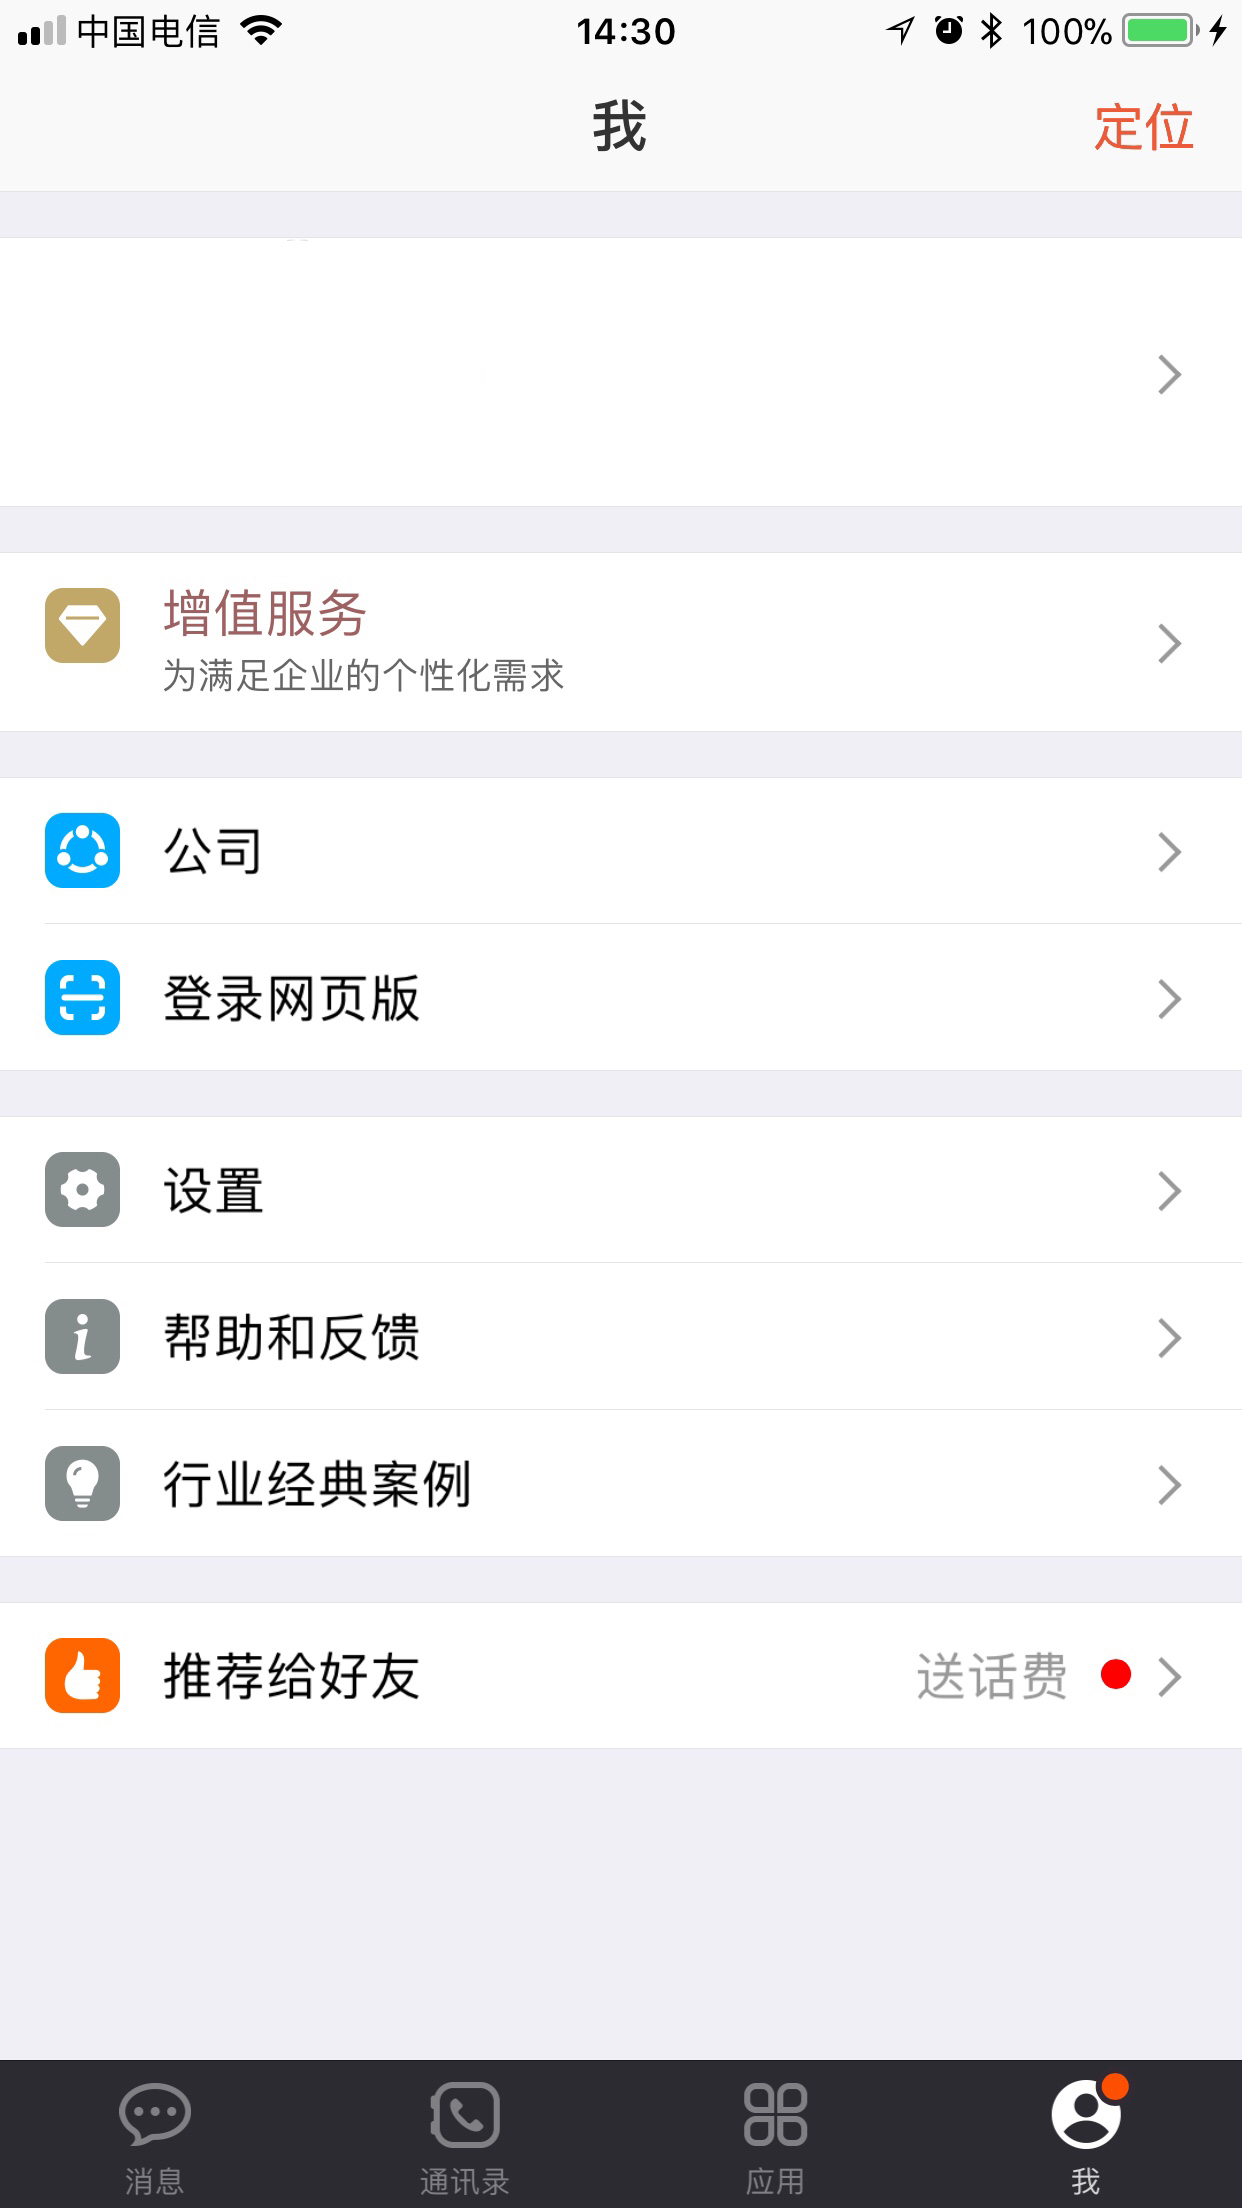 中国电信 14:30 100%
我 定位
增值服务
为满足企业的个性化需求
公司
登录网页版
设置
帮助和反馈
行业经典案例
推荐给好友 送话费
消息 通讯录 应用 我